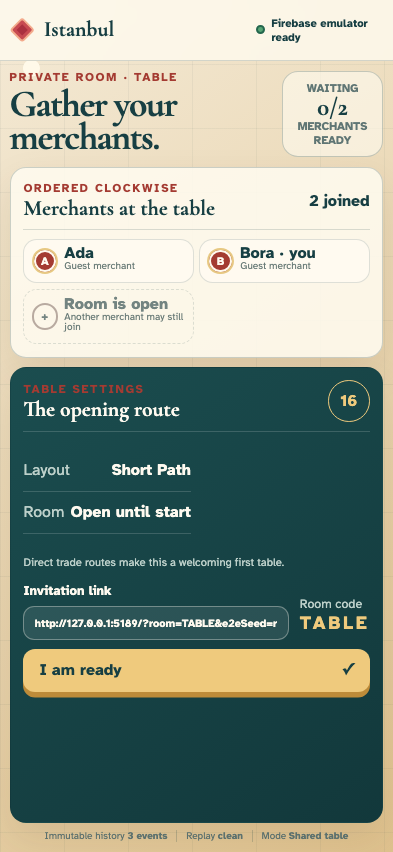 Istanbul
Firebase emulator
ready
PRIVATE ROOM · TABLE
Gather your
merchants.
WAITING
0/2
MERCHANTS
READY
ORDERED CLOCKWISE
Merchants at the table
2 joined
A
Ada
Guest merchant
B
Bora · you
Guest merchant
+
Room is open
Another merchant may still
join
TABLE SETTINGS
The opening route
16
Layout Short Path
Room Open until start
Direct trade routes make this a welcoming first table.
Invitation link
http://127.0.0.1:5189/?room=TABLE&e2eSeed=r
Room code
TABLE
I am ready ✓
Immutable history 3 events | Replay clean | Mode Shared table